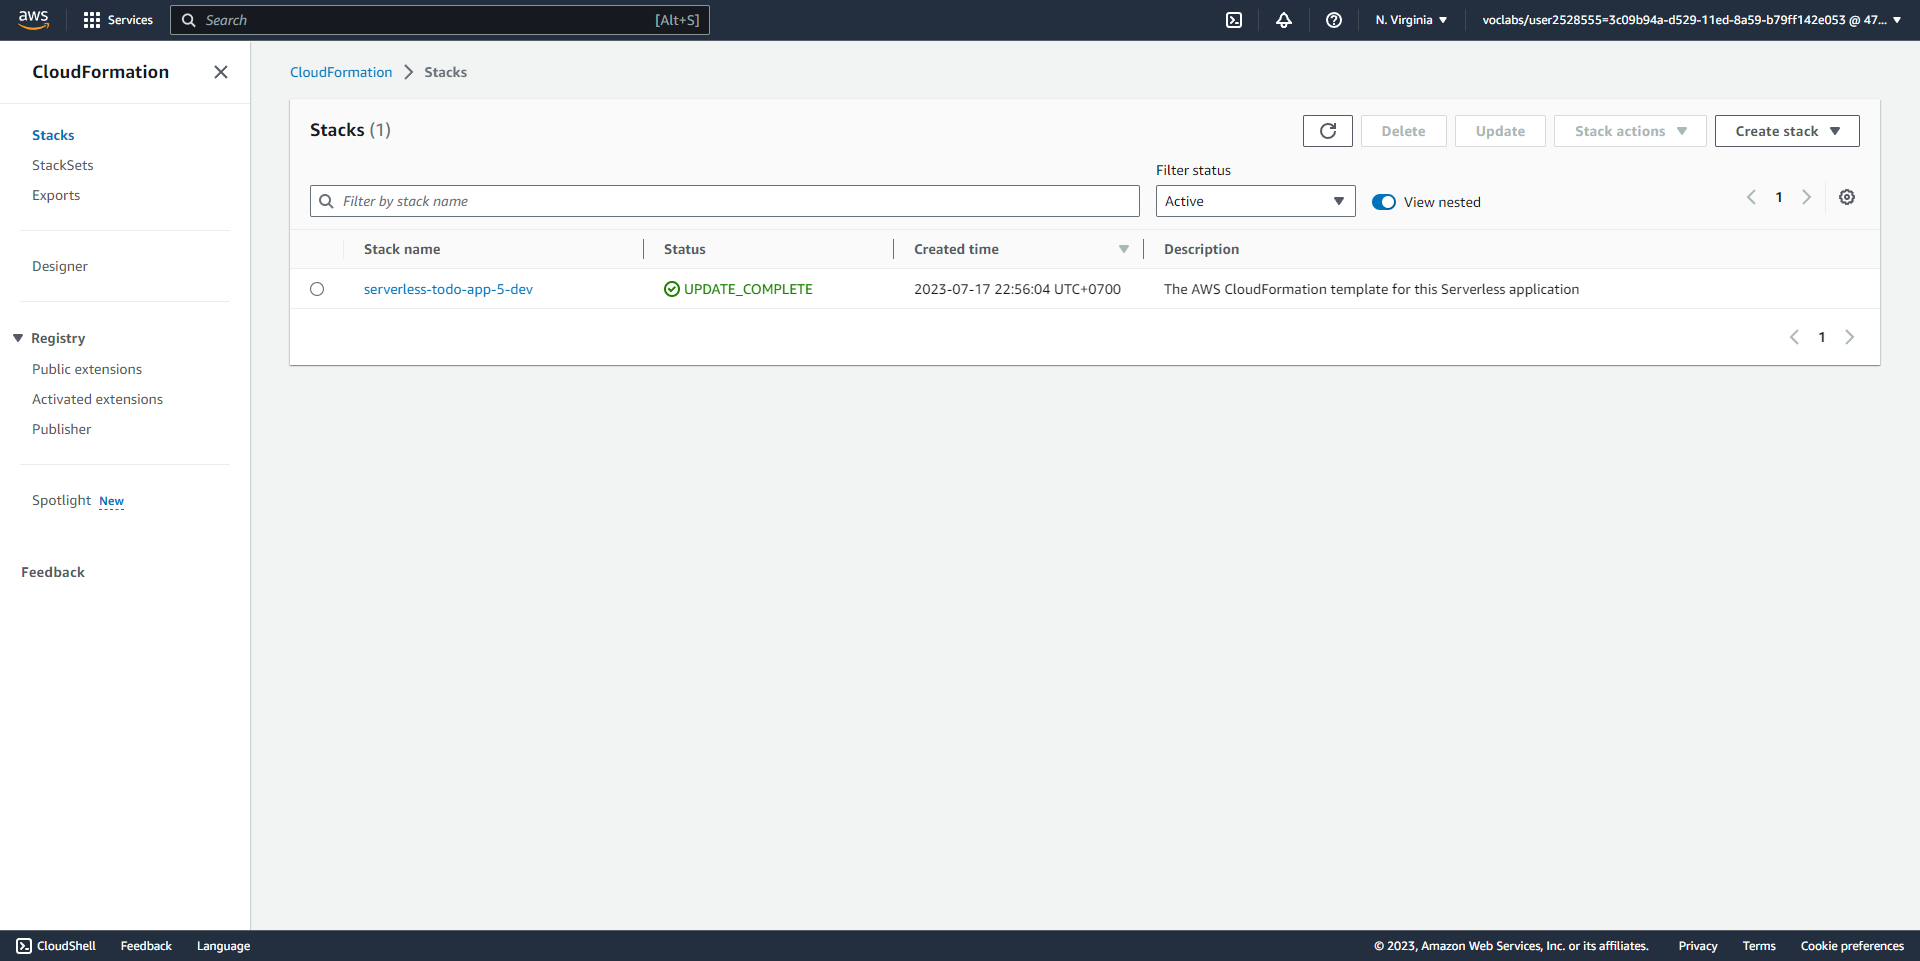 aws
Services
Search
[Alt+S]
N. Virginia
voclabs/user2528555=3c09b94a-d529-11ed-8a59-b79ff142e053 @ 47...
CloudFormation
Stacks
StackSets
Exports
Designer
Registry
Public extensions
Activated extensions
Publisher
Spotlight New
Feedback
CloudFormation > Stacks
Stacks (1)
Delete
Update
Stack actions
Create stack
Filter by stack name
Filter status
Active
View nested
1
Stack name Status Created time Description
serverless-todo-app-5-dev UPDATE_COMPLETE 2023-07-17 22:56:04 UTC+0700 The AWS CloudFormation template for this Serverless application
1
CloudShell Feedback Language © 2023, Amazon Web Services, Inc. or its affiliates. Privacy Terms Cookie preferences